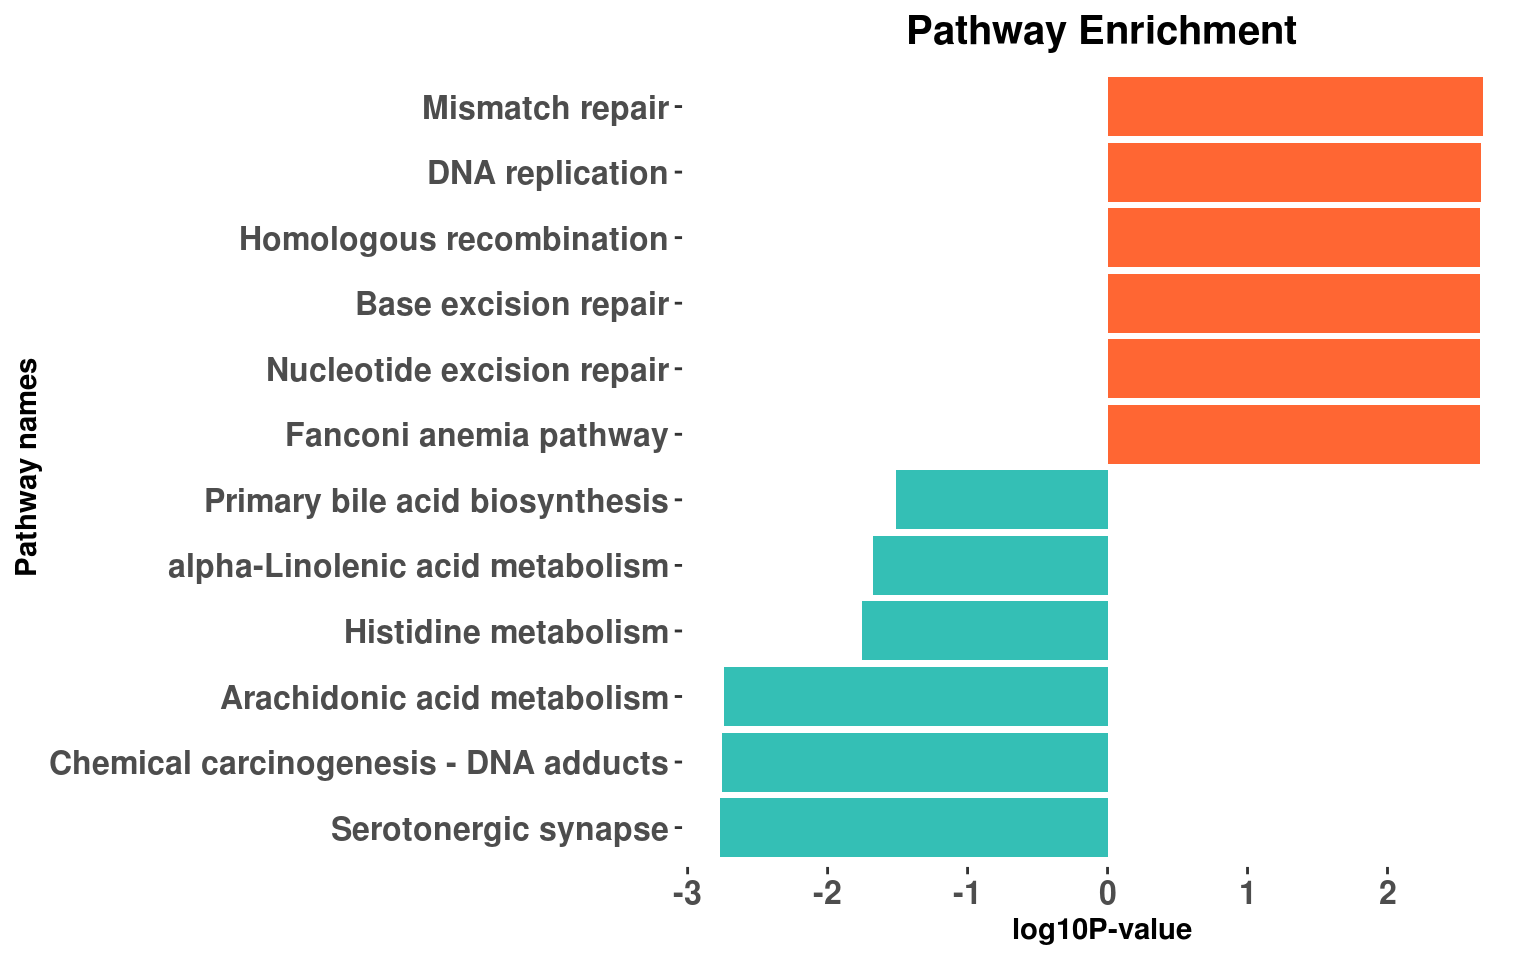 Pathway Enrichment
Pathway names
Mismatch repair
DNA replication
Homologous recombination
Base excision repair
Nucleotide excision repair
Fanconi anemia pathway
Primary bile acid biosynthesis
alpha-Linolenic acid metabolism
Histidine metabolism
Arachidonic acid metabolism
Chemical carcinogenesis - DNA adducts
Serotonergic synapse
-3 -2 -1 0 1 2
log10P-value